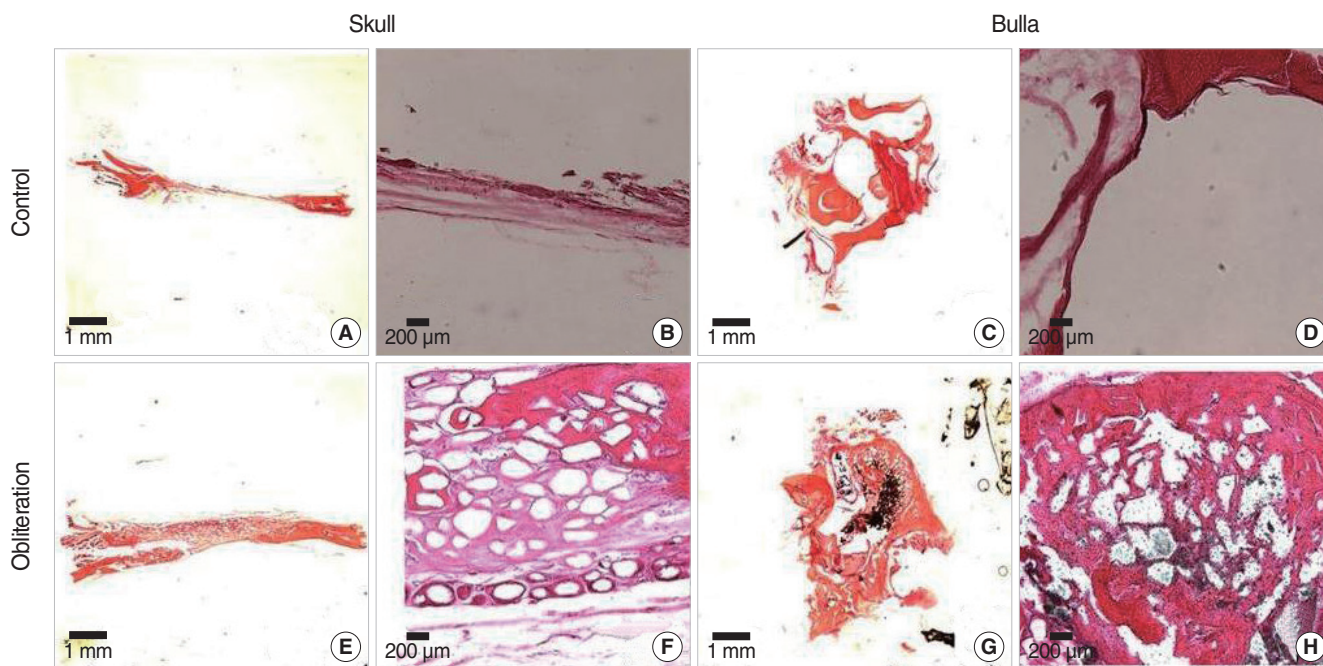 Skull
Bulla
Control
1 mm
A
200 µm
B
1 mm
C
200 µm
D
Obliteration
1 mm
E
200 µm
F
1 mm
G
200 µm
H